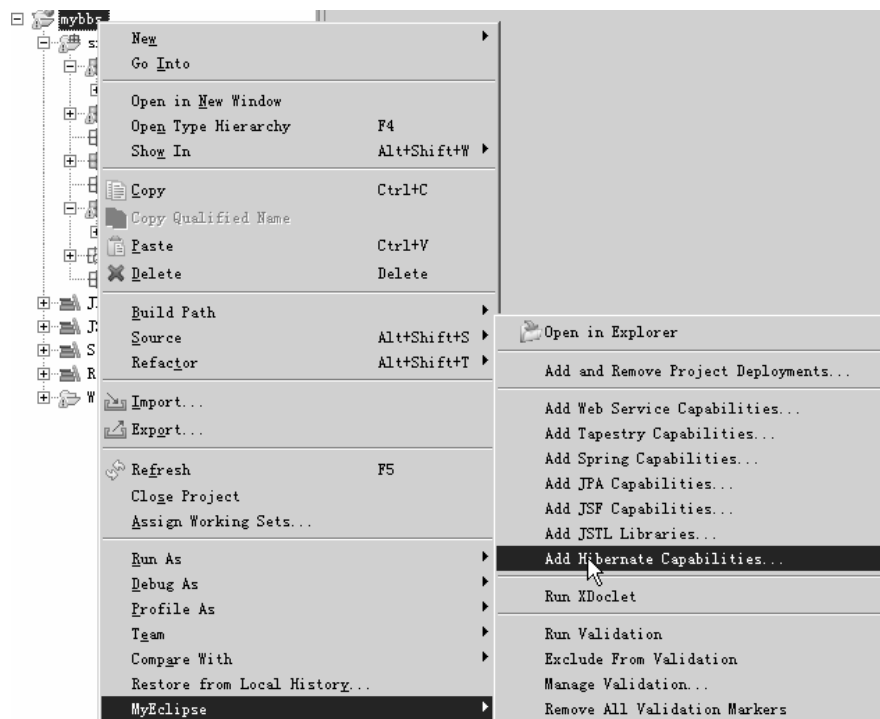 mybbs
New
Go Into
Open in New Window
Open Type Hierarchy F4
Show In Alt+Shift+W
Copy Ctrl+C
Copy Qualified Name
Paste Ctrl+V
Delete Delete
Build Path
Source Alt+Shift+S
Refactor Alt+Shift+T
Import...
Export...
Refresh F5
Close Project
Assign Working Sets...
Run As
Debug As
Profile As
Team
Compare With
Restore from Local History...
MyEclipse
Open in Explorer
Add and Remove Project Deployments...
Add Web Service Capabilities...
Add Tapestry Capabilities...
Add Spring Capabilities...
Add JPA Capabilities...
Add JSF Capabilities...
Add JSTL Libraries...
Add Hibernate Capabilities...
Run XDoclet
Run Validation
Exclude From Validation
Manage Validation...
Remove All Validation Markers